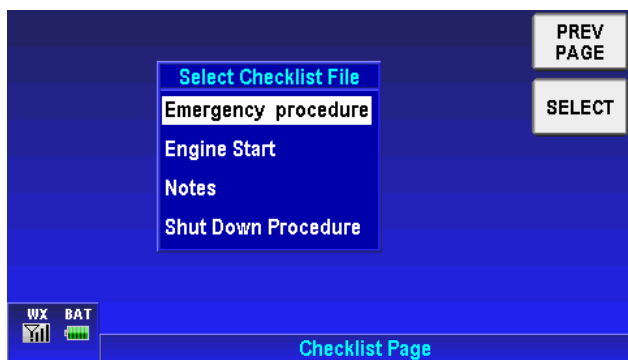 PREV
PAGE
Select Checklist File
Emergency procedure
SELECT
Engine Start
Notes
Shut Down Procedure
WX BAT
Checklist Page